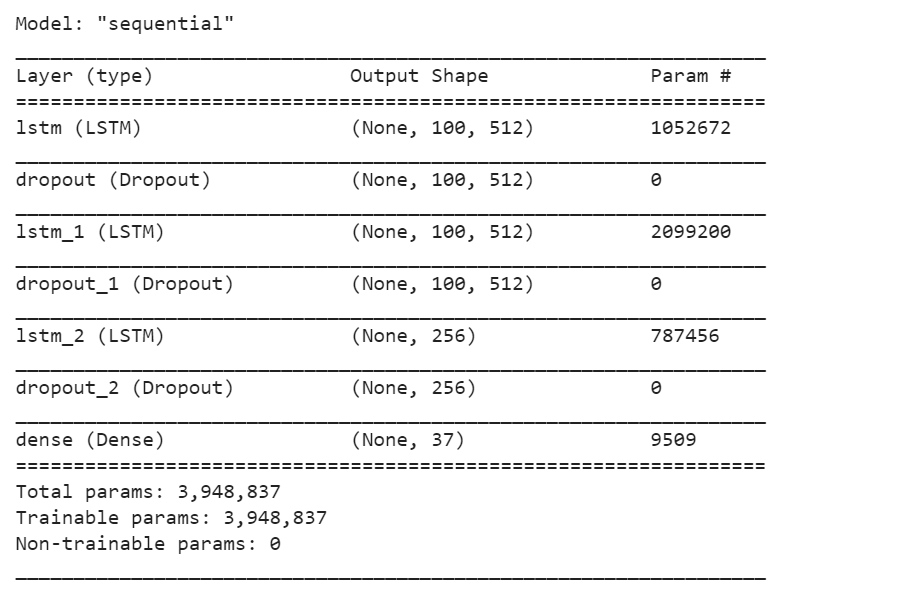 Model: "sequential"
Layer (type) Output Shape Param #
=================================================================
lstm (LSTM) (None, 100, 512) 1052672
dropout (Dropout) (None, 100, 512) 0
lstm_1 (LSTM) (None, 100, 512) 2099200
dropout_1 (Dropout) (None, 100, 512) 0
lstm_2 (LSTM) (None, 256) 787456
dropout_2 (Dropout) (None, 256) 0
dense (Dense) (None, 37) 9509
=================================================================
Total params: 3,948,837
Trainable params: 3,948,837
Non-trainable params: 0